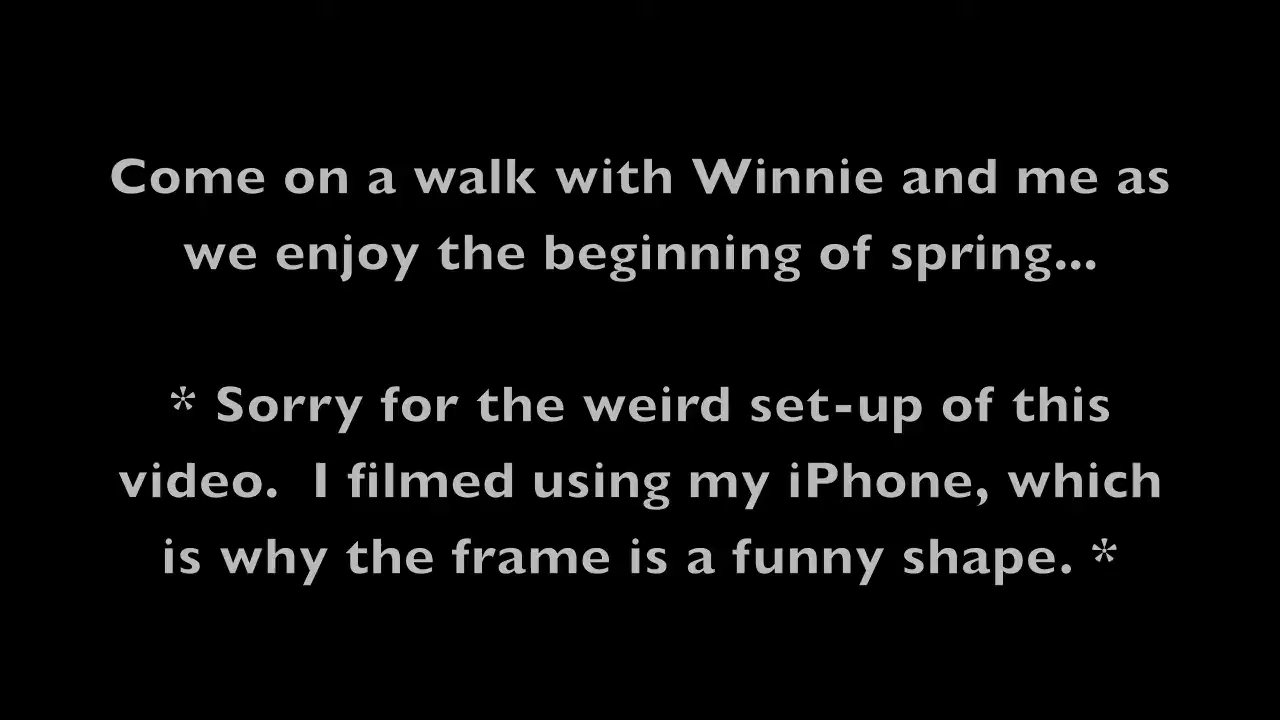 Come on a walk with Winnie and me as
we enjoy the beginning of spring...
* Sorry for the weird set-up of this
video.  I filmed using my iPhone, which
is why the frame is a funny shape. *